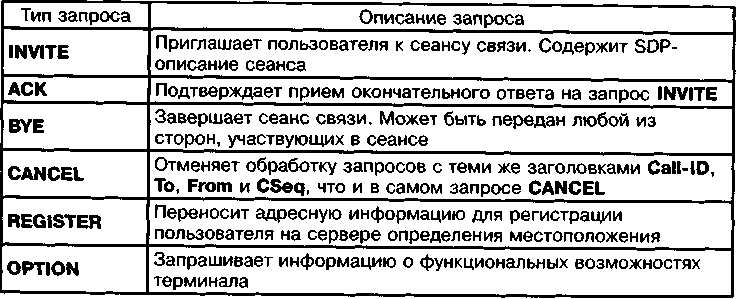 Тип запроса Описание запроса
INVITE Приглашает пользователя к сеансу связи. Содержит SDP-
описание сеанса
ACK Подтверждает прием окончательного ответа на запрос INVITE
BYE Завершает сеанс связи. Может быть передан любой из
сторон, участвующих в сеансе
CANCEL Отменяет обработку запросов с теми же заголовками Call-ID,
To, From и CSeq, что и в самом запросе CANCEL
REGISTER Переносит адресную информацию для регистрации
пользователя на сервере определения местоположения
OPTION Запрашивает информацию о функциональных возможностях
терминала